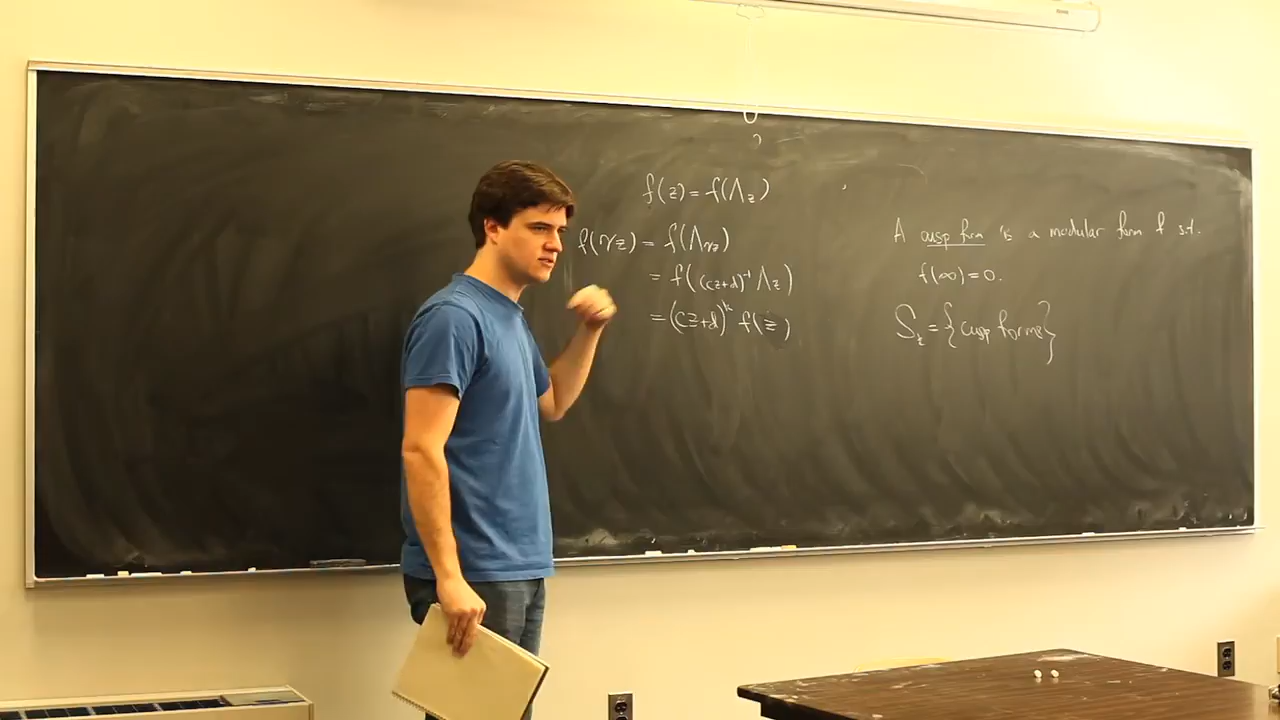 f(z) = f(Λ_z)
f(γz) = f(Λ_γz)
= f((cz+d)⁻¹ Λ_z)
= (cz+d)ᵏ f(z)
A cusp form is a modular form f s.t.
f(∞) = 0.
S_k = {cusp forms}